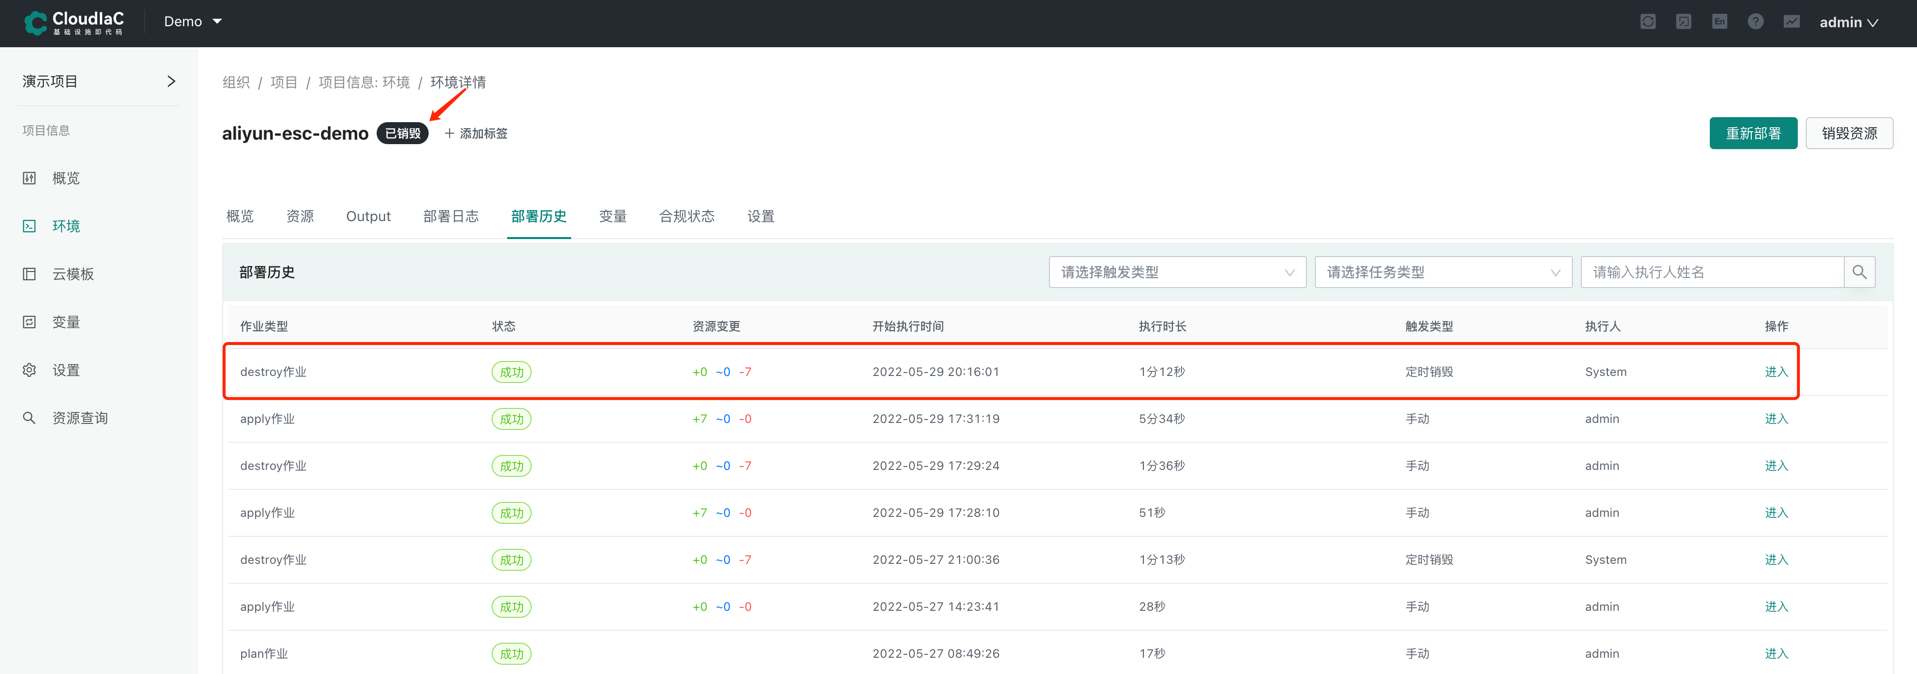 CloudIaC
基础设施即代码
Demo
En
?
admin
演示项目
项目信息
概览
环境
云模板
变量
设置
资源查询
组织 / 项目 / 项目信息: 环境 / 环境详情
aliyun-esc-demo 已销毁 + 添加标签
重新部署 销毁资源
概览 资源 Output 部署日志 部署历史 变量 合规状态 设置
部署历史 请选择触发类型 请选择任务类型 请输入执行人姓名
作业类型 状态 资源变更 开始执行时间 执行时长 触发类型 执行人 操作
destroy作业 成功 +0 ~0 -7 2022-05-29 20:16:01 1分12秒 定时销毁 System 进入
apply作业 成功 +7 ~0 -0 2022-05-29 17:31:19 5分34秒 手动 admin 进入
destroy作业 成功 +0 ~0 -7 2022-05-29 17:29:24 1分36秒 手动 admin 进入
apply作业 成功 +7 ~0 -0 2022-05-29 17:28:10 51秒 手动 admin 进入
destroy作业 成功 +0 ~0 -7 2022-05-27 21:00:36 1分13秒 定时销毁 System 进入
apply作业 成功 +0 ~0 -0 2022-05-27 14:23:41 28秒 手动 admin 进入
plan作业 成功 2022-05-27 08:49:26 17秒 手动 admin 进入